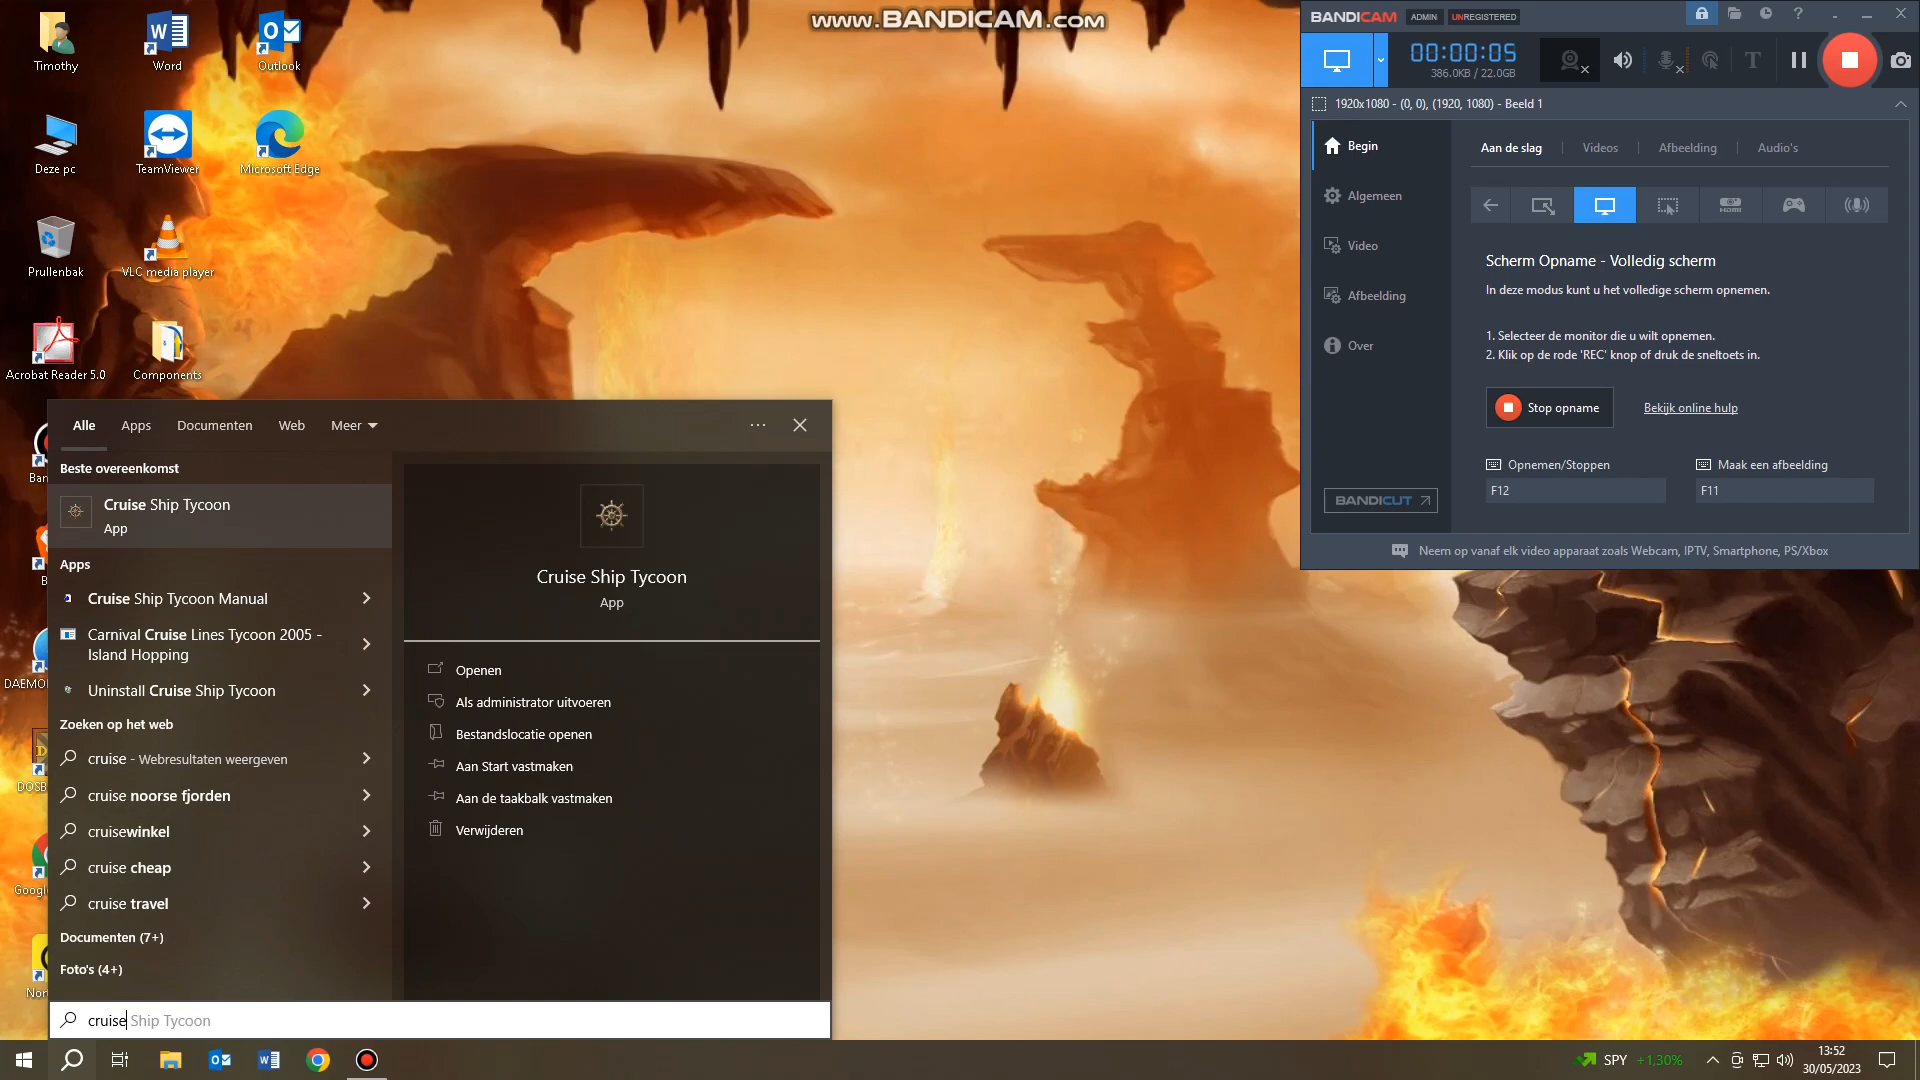 www.BANDICAM.com
Timothy
Word
Outlook
Deze pc
TeamViewer
Microsoft Edge
Prullenbak
VLC media player
Acrobat Reader 5.0
Components
Ban
B
DAEMO
DOSB
Googl
Nor
Alle
Apps
Documenten
Web
Meer
Beste overeenkomst
Cruise Ship Tycoon
App
Apps
Cruise Ship Tycoon Manual
Carnival Cruise Lines Tycoon 2005 -
Island Hopping
Uninstall Cruise Ship Tycoon
Zoeken op het web
cruise - Webresultaten weergeven
cruise noorse fjorden
cruisewinkel
cruise cheap
cruise travel
Documenten (7+)
Foto's (4+)
Cruise Ship Tycoon
App
Openen
Als administrator uitvoeren
Bestandslocatie openen
Aan Start vastmaken
Aan de taakbalk vastmaken
Verwijderen
cruise Ship Tycoon
BANDICAM
ADMIN
UNREGISTERED
00:00:05
386.0KB / 22.0GB
1920x1080 - (0, 0), (1920, 1080) - Beeld 1
Begin
Algemeen
Video
Afbeelding
Over
BANDICUT
Aan de slag
Videos
Afbeelding
Audio's
HDMI
Scherm Opname - Volledig scherm
In deze modus kunt u het volledige scherm opnemen.
1. Selecteer de monitor die u wilt opnemen.
2. Klik op de rode 'REC' knop of druk de sneltoets in.
Stop opname
Bekijk online hulp
Opnemen/Stoppen
Maak een afbeelding
F12
F11
Neem op vanaf elk video apparaat zoals Webcam, IPTV, Smartphone, PS/Xbox
SPY +1,30%
13:52
30/05/2023